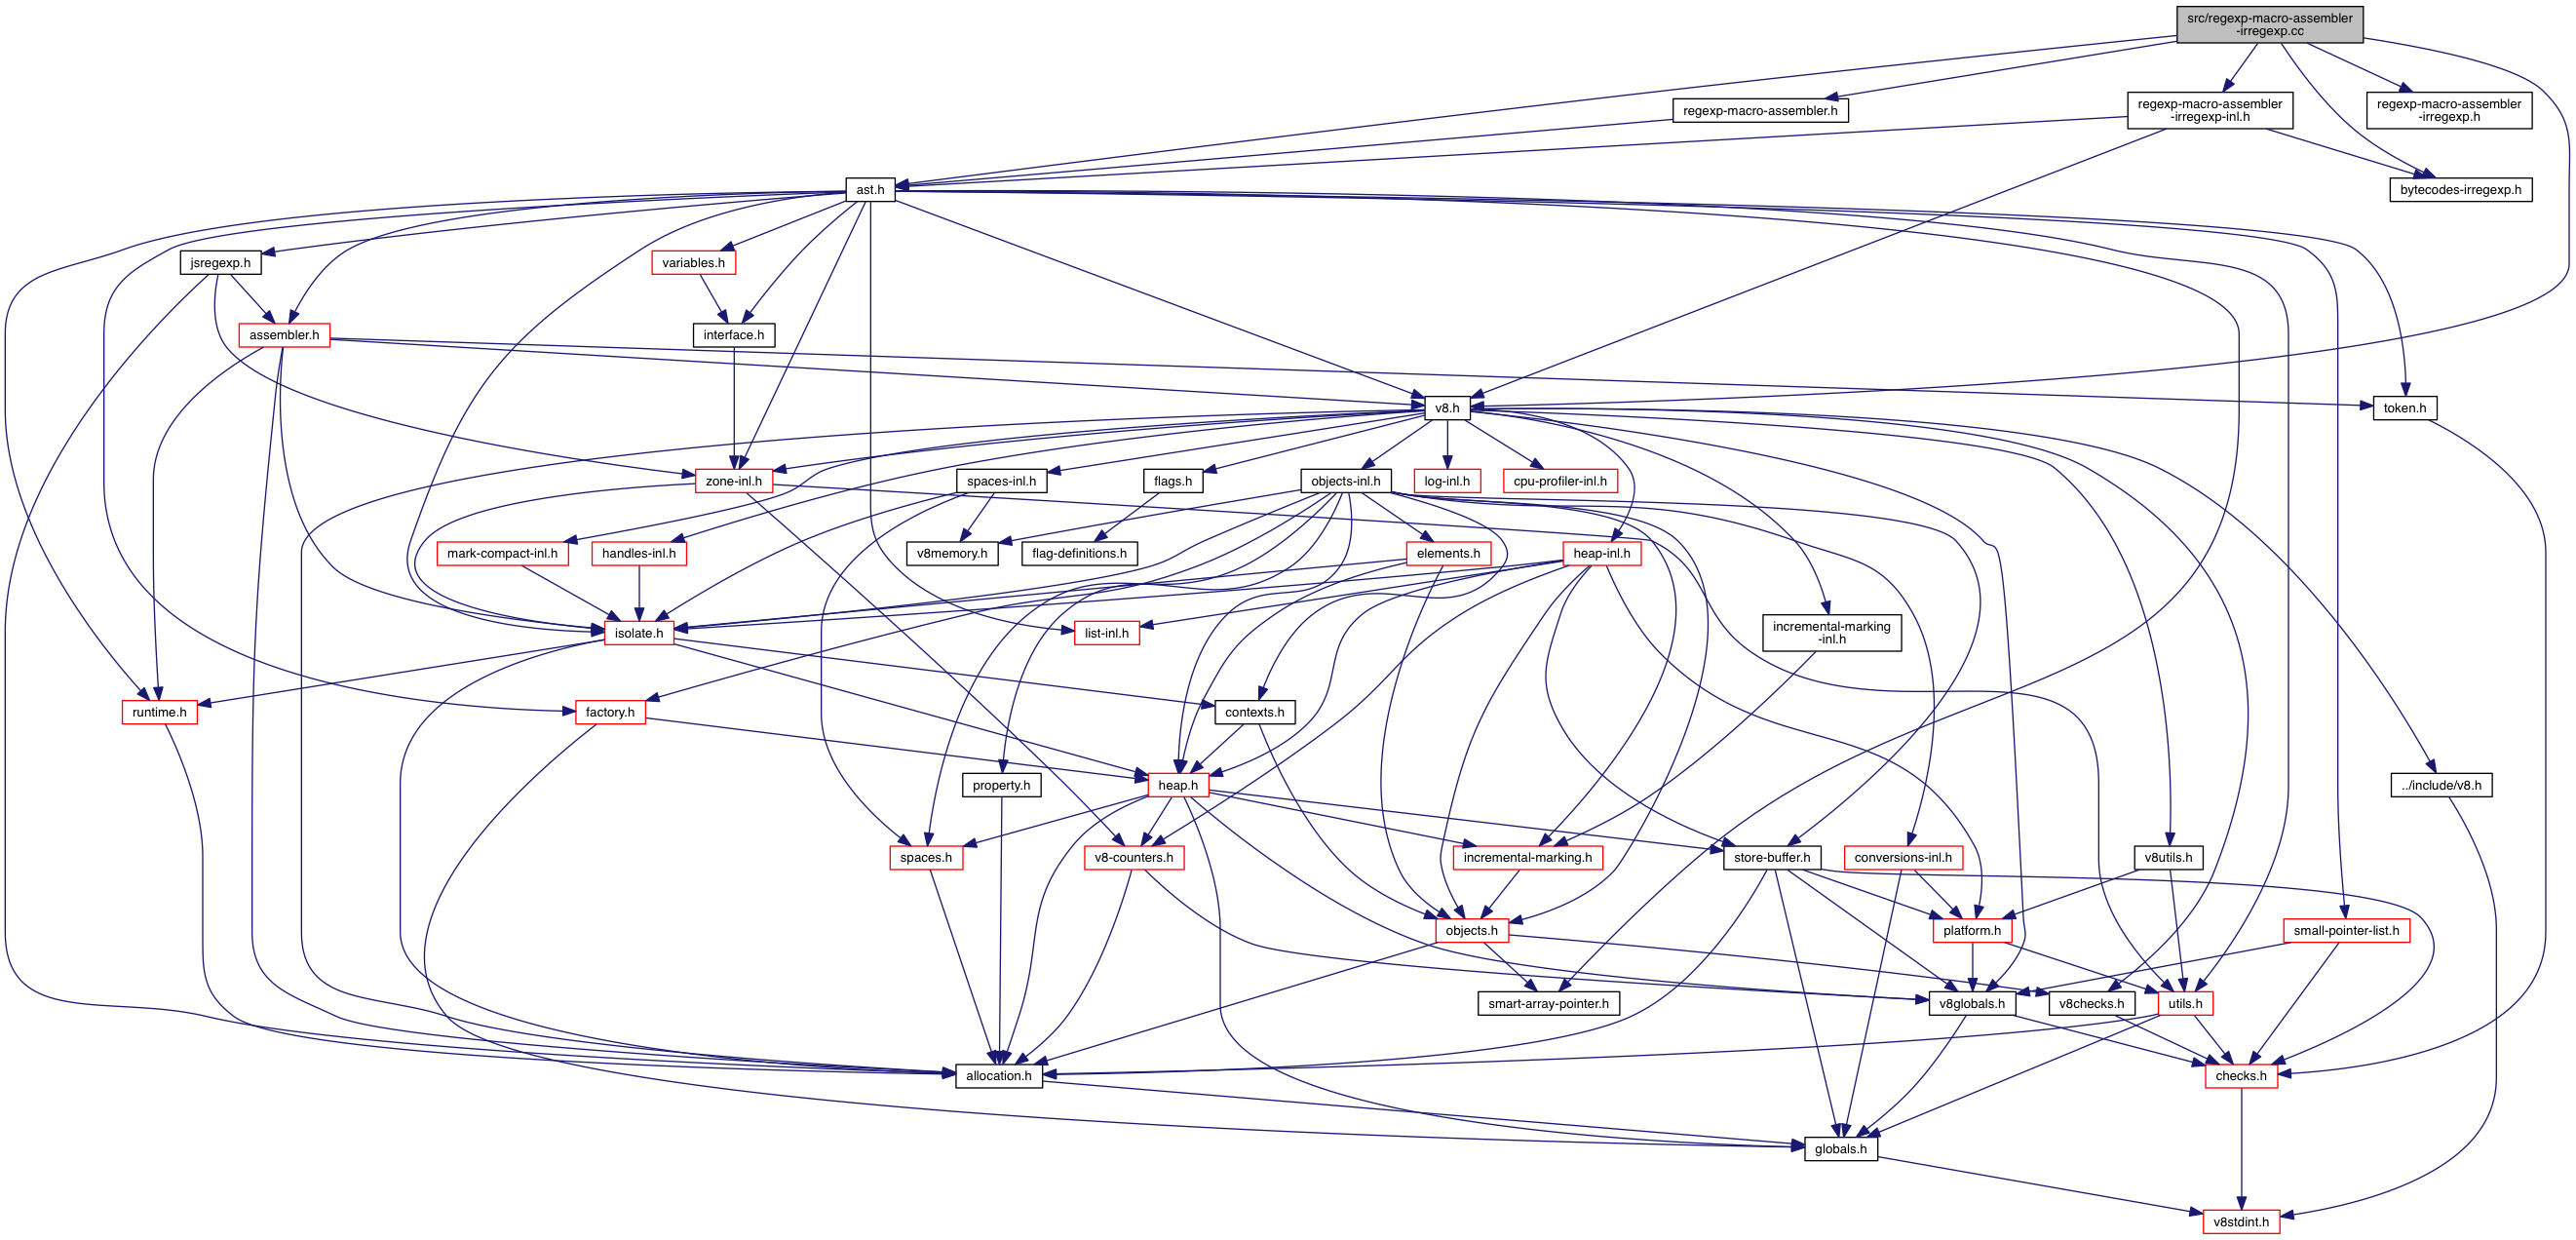 src/regexp-macro-assembler
-irregexp.cc
regexp-macro-assembler.h
regexp-macro-assembler
-irregexp-inl.h
regexp-macro-assembler
-irregexp.h
ast.h
bytecodes-irregexp.h
jsregexp.h
variables.h
assembler.h
interface.h
v8.h
token.h
zone-inl.h
spaces-inl.h
flags.h
objects-inl.h
log-inl.h
cpu-profiler-inl.h
mark-compact-inl.h
handles-inl.h
v8memory.h
flag-definitions.h
elements.h
heap-inl.h
isolate.h
list-inl.h
incremental-marking
-inl.h
runtime.h
factory.h
contexts.h
property.h
heap.h
../include/v8.h
spaces.h
v8-counters.h
incremental-marking.h
store-buffer.h
conversions-inl.h
v8utils.h
objects.h
platform.h
small-pointer-list.h
smart-array-pointer.h
v8globals.h
v8checks.h
utils.h
allocation.h
checks.h
globals.h
v8stdint.h